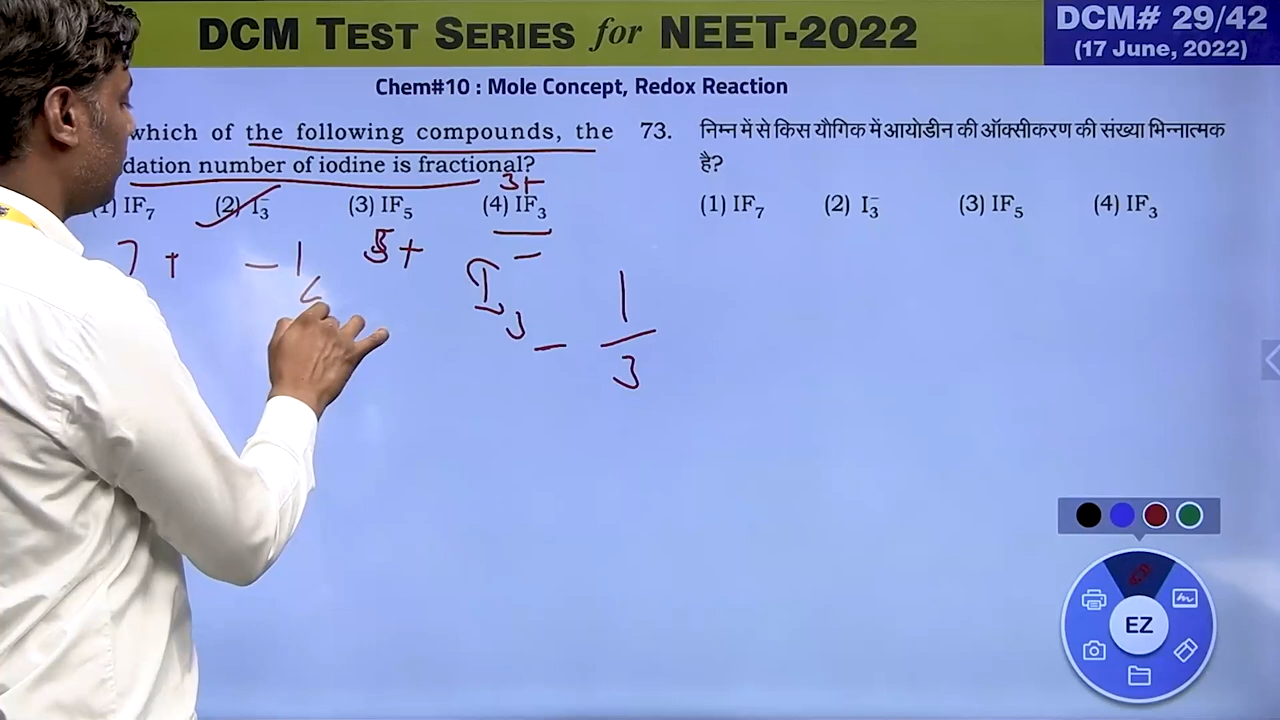 DCM TEST SERIES for NEET-2022
DCM# 29/42
(17 June, 2022)
Chem#10 : Mole Concept, Redox Reaction
which of the following compounds, the
dation number of iodine is fractional?
3+
(1) IF₇ (2) I₃⁻ (3) IF₅ (4) IF₃
7+ -1 5+
I₃⁻
- 1
3
73. निम्न में से किस यौगिक में आयोडीन की ऑक्सीकरण की संख्या भिन्नात्मक
है?
(1) IF₇ (2) I₃⁻ (3) IF₅ (4) IF₃
EZ